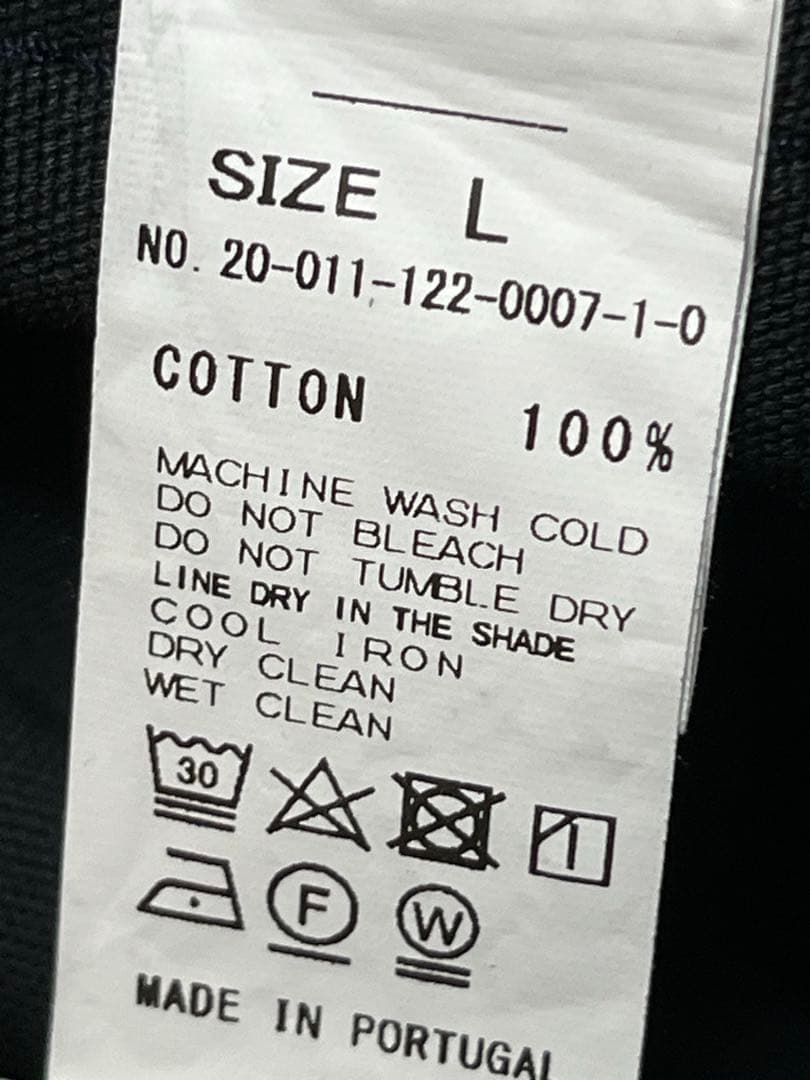 SIZE L
NO. 20-011-122-0007-1-0
COTTON 100%
MACHINE WASH COLD
DO NOT BLEACH
DO NOT TUMBLE DRY
LINE DRY IN THE SHADE
COOL IRON
DRY CLEAN
WET CLEAN
30
F W
MADE IN PORTUGAL